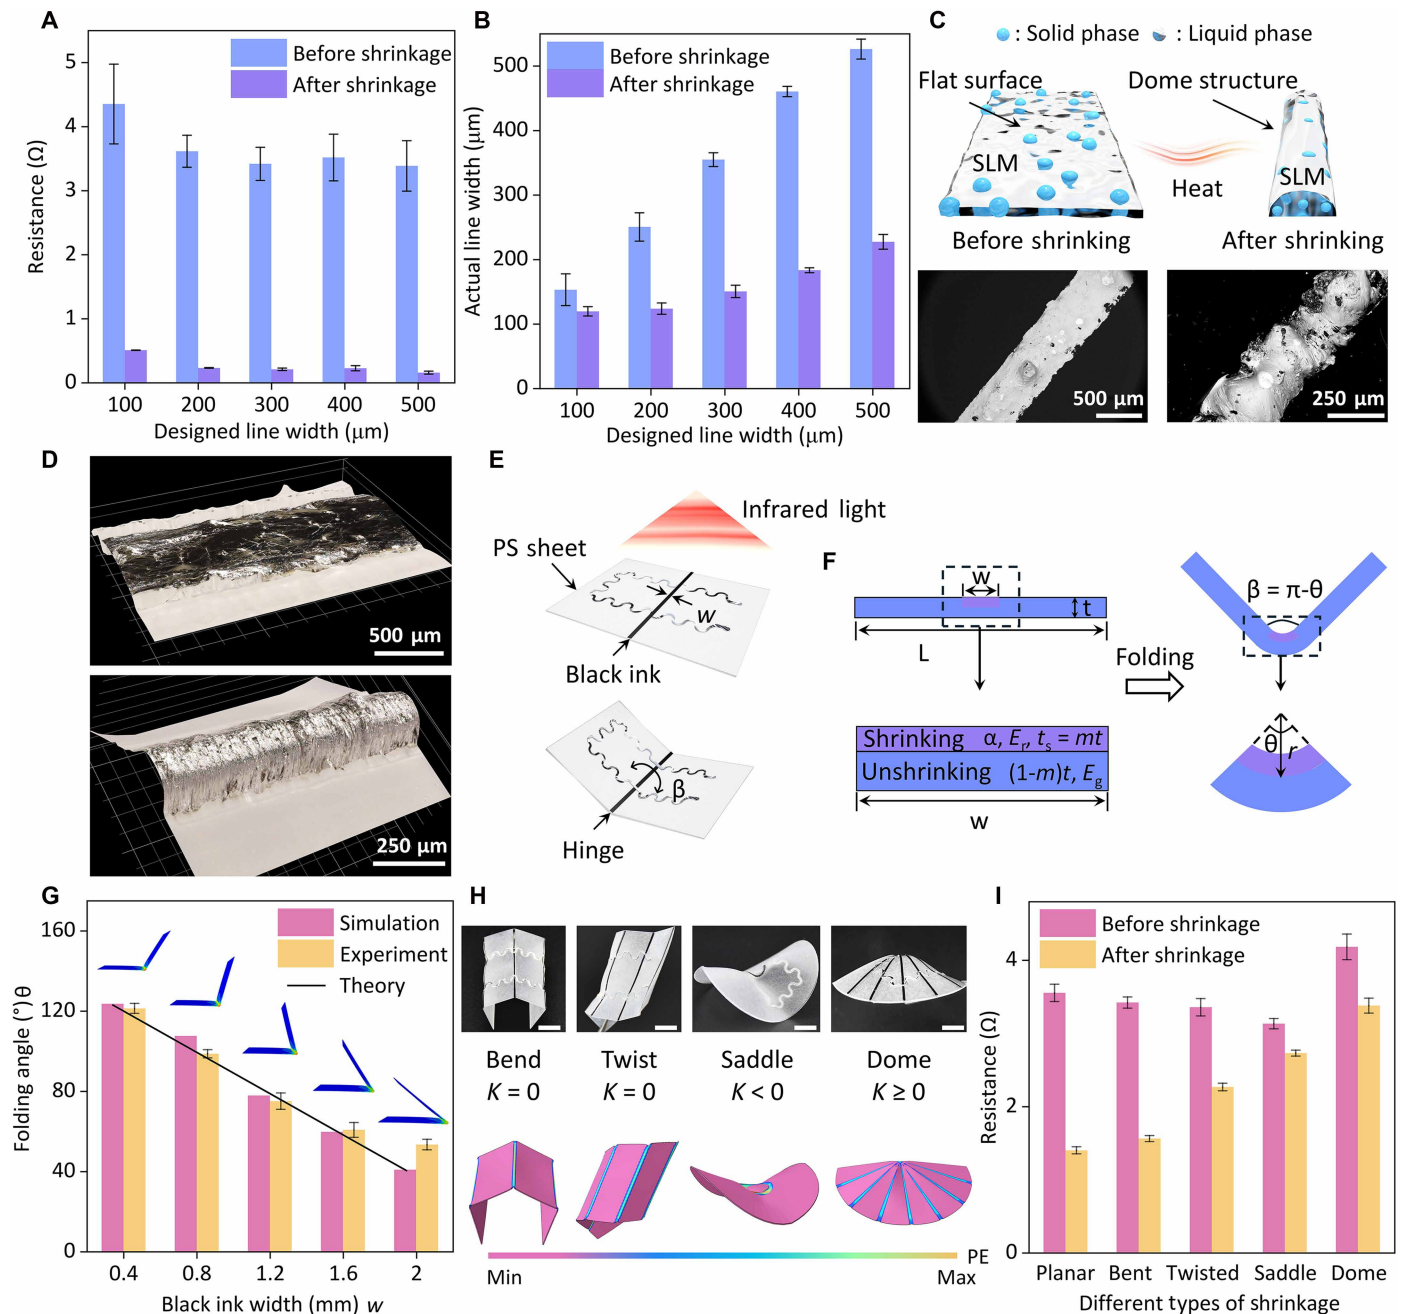 A
Before shrinkage
After shrinkage
Resistance (Ω)
5
4
3
2
1
0
100 200 300 400 500
Designed line width (μm)
B
Before shrinkage
After shrinkage
Actual line width (μm)
500
400
300
200
100
0
100 200 300 400 500
Designed line width (μm)
C
: Solid phase : Liquid phase
Flat surface Dome structure
SLM SLM
Heat
Before shrinking After shrinking
500 μm 250 μm
D
500 μm
250 μm
E
Infrared light
PS sheet
w
Black ink
β
Hinge
F
w
t
L
β = π-θ
Folding
Shrinking α, Er, ts = mt
Unshrinking (1-m)t, Eg
w
θ r
G
Simulation
Experiment
Theory
Folding angle (°) θ
160
120
80
40
0
0.4 0.8 1.2 1.6 2
Black ink width (mm) w
H
Bend Twist Saddle Dome
K = 0 K = 0 K < 0 K ≥ 0
PE
Min Max
I
Before shrinkage
After shrinkage
Resistance (Ω)
4
2
0
Planar Bent Twisted Saddle Dome
Different types of shrinkage